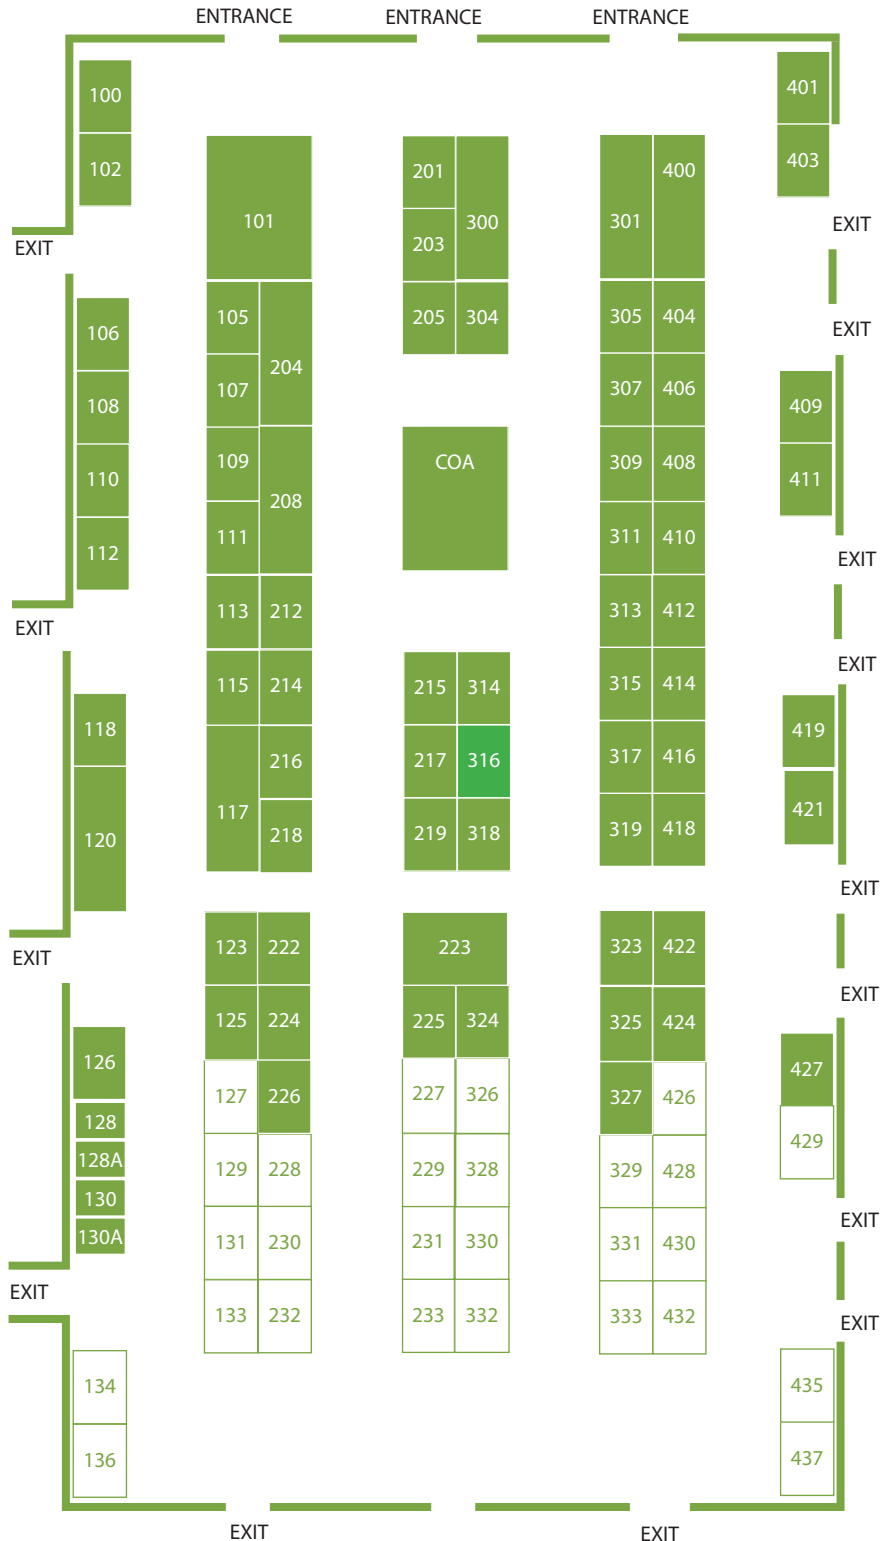 ENTRANCE ENTRANCE ENTRANCE
100 401
102 201 400 403
101 203 300 301
EXIT EXIT
105 205 304 305 404
106 204 EXIT
107 307 406
108 409
109 COA 309 408
110 208 411
111 311 410
112 EXIT
113 212 313 412
EXIT EXIT
115 214 215 314 315 414
118 419
216 217 316 317 416
117 421
120 218 219 318 319 418
EXIT
123 222 223 323 422
EXIT EXIT
125 224 225 324 325 424
126 427
127 226 227 326 327 426
128
128A 129 228 229 328 329 428 429
130
130A 131 230 231 330 331 430 EXIT
EXIT
133 232 233 332 333 432 EXIT
134 435
136 437
EXIT EXIT